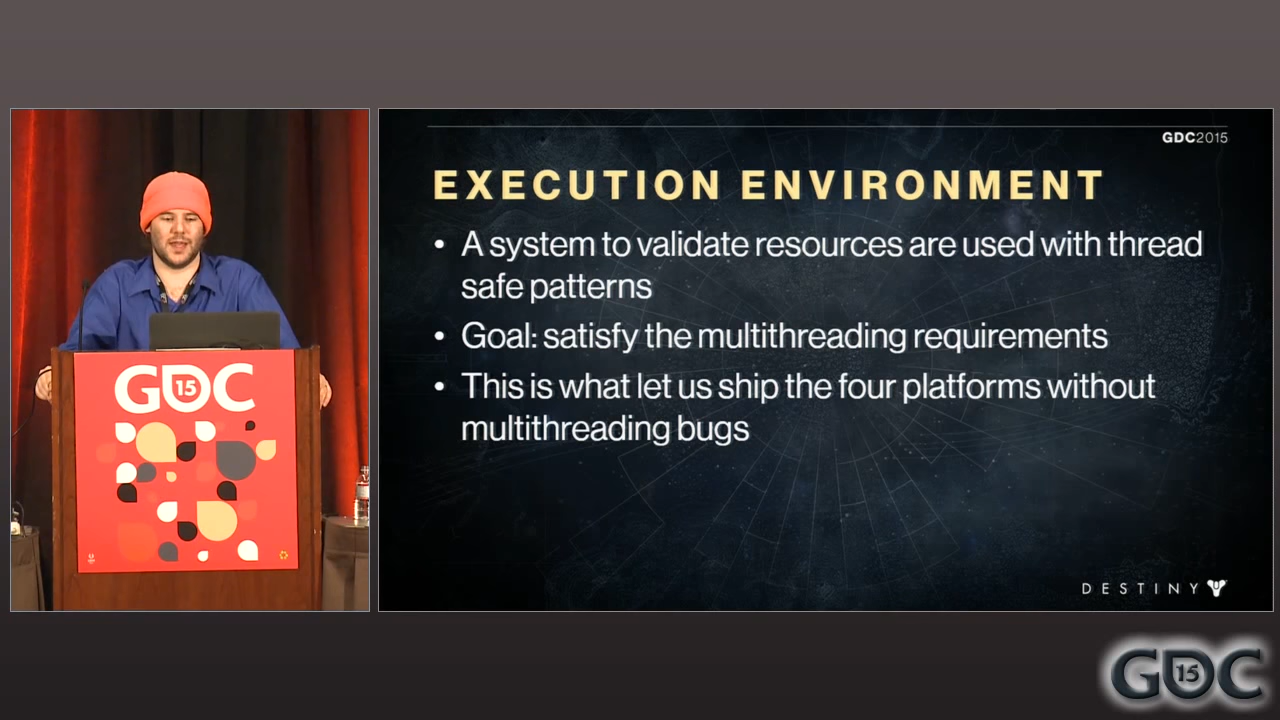 GDC2015
EXECUTION ENVIRONMENT
• A system to validate resources are used with thread
safe patterns
• Goal: satisfy the multithreading requirements
• This is what let us ship the four platforms without
multithreading bugs
DESTINY
GDC 15
GDC 15